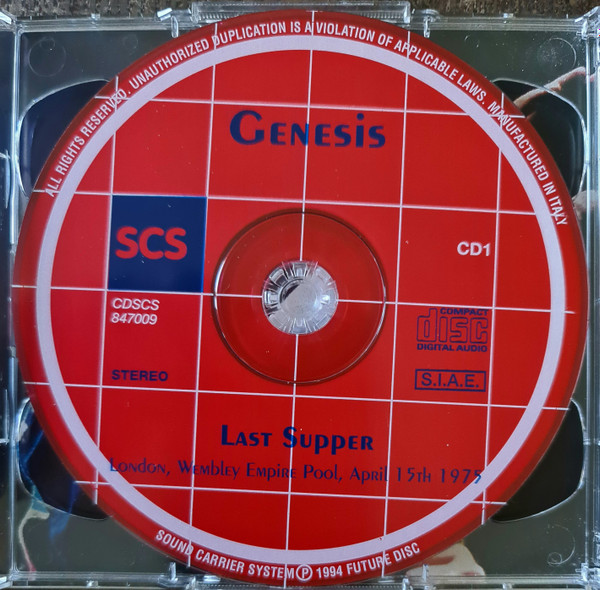 ALL RIGHTS RESERVED. UNAUTHORIZED DUPLICATION IS A VIOLATION OF APPLICABLE LAWS. MANUFACTURED IN ITALY
GENESIS
SCS
CD1
CDSCS
847009
COMPACT
disc
DIGITAL AUDIO
STEREO
S.I.A.E.
LAST SUPPER
LONDON, WEMBLEY EMPIRE POOL, APRIL 15TH 1975
SOUND CARRIER SYSTEM Ⓟ 1994 FUTURE DISC